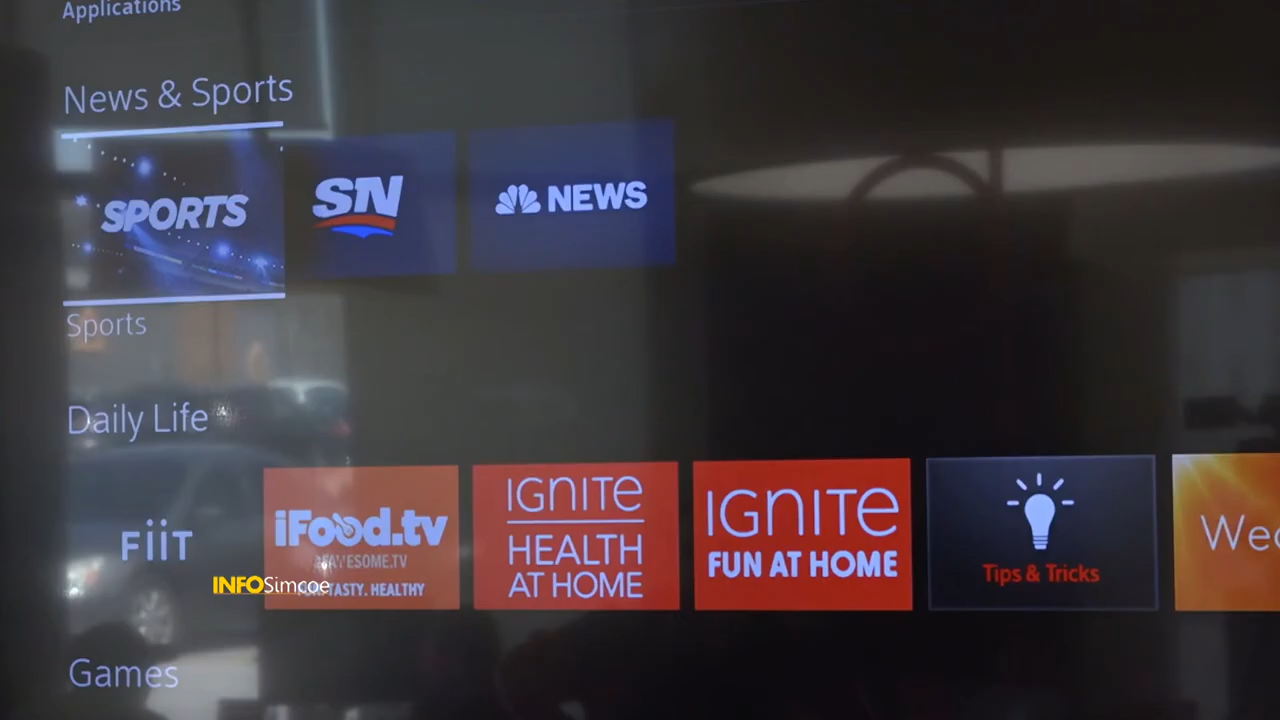 Applications
News & Sports
SPORTS
SN
NEWS
Sports
Daily Life
FiiT
iFood.tv
TASTY. HEALTHY
IGNITE
HEALTH
AT HOME
IGNITE
FUN AT HOME
Tips & Tricks
INFOSimcoe
Games